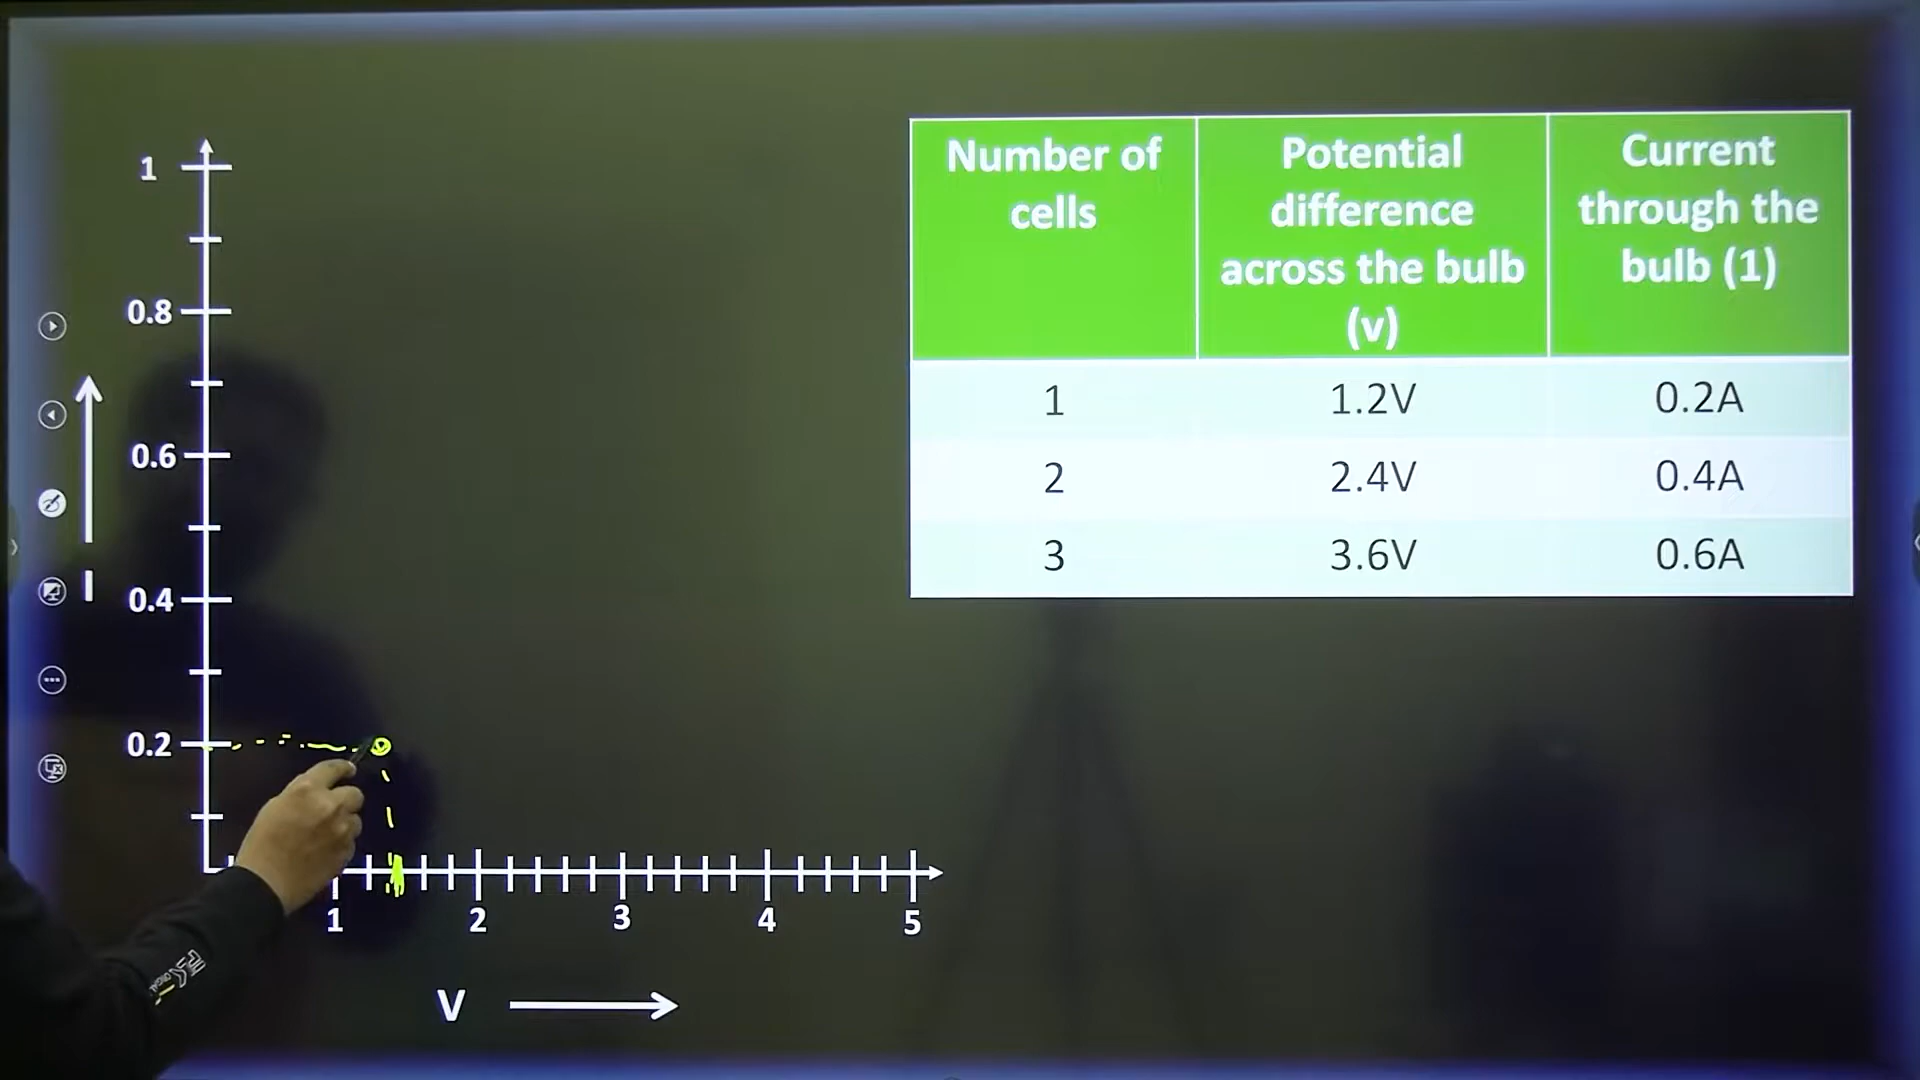 1
0.8
0.6
0.4
0.2
I
1 2 3 4 5
V
Number of cells
Potential difference across the bulb (v)
Current through the bulb (1)
1 1.2V 0.2A
2 2.4V 0.4A
3 3.6V 0.6A